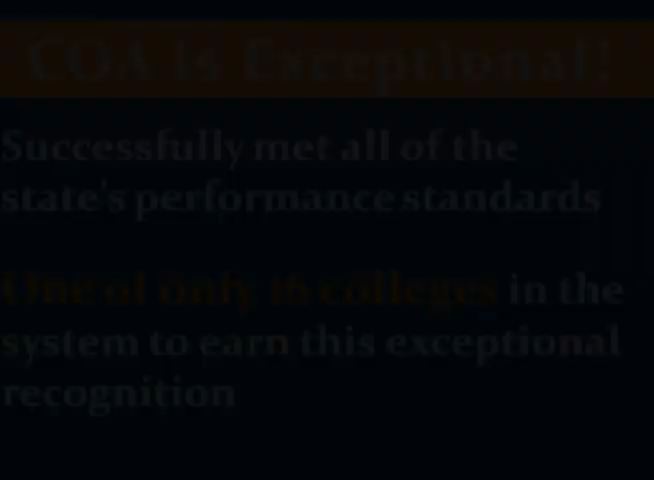 COA is Exceptional!
Successfully met all of the
state's performance standards
One of only 16 colleges in the
system to earn this exceptional
recognition